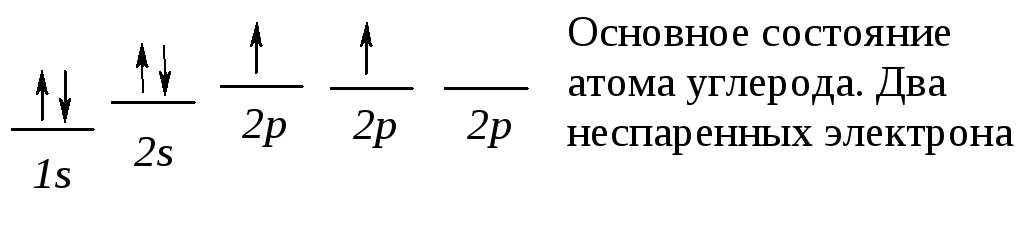 Основное состояние
атома углерода. Два
неспаренных электрона
1s
2s
2p
2p
2p